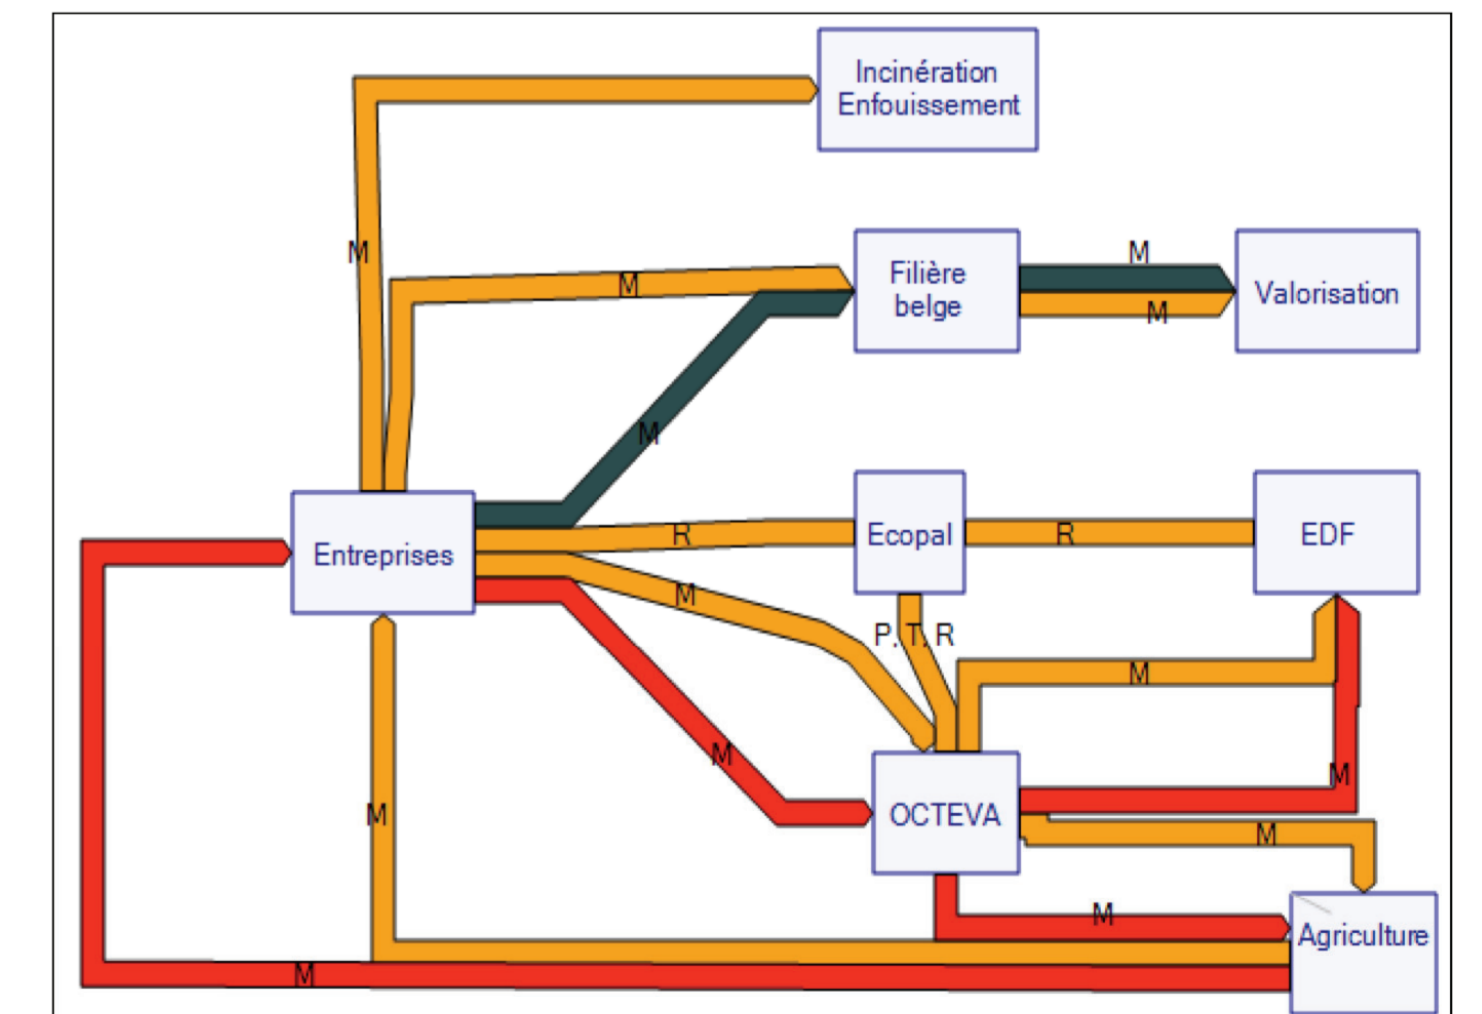 Incinération
Enfouissement
M
M
M
Filière
belge
M
M
Valorisation
M
Entreprises
R
Ecopal
R
EDF
M
P, T, R
M
M
M
M
OCTEVA
M
M
Agriculture
M